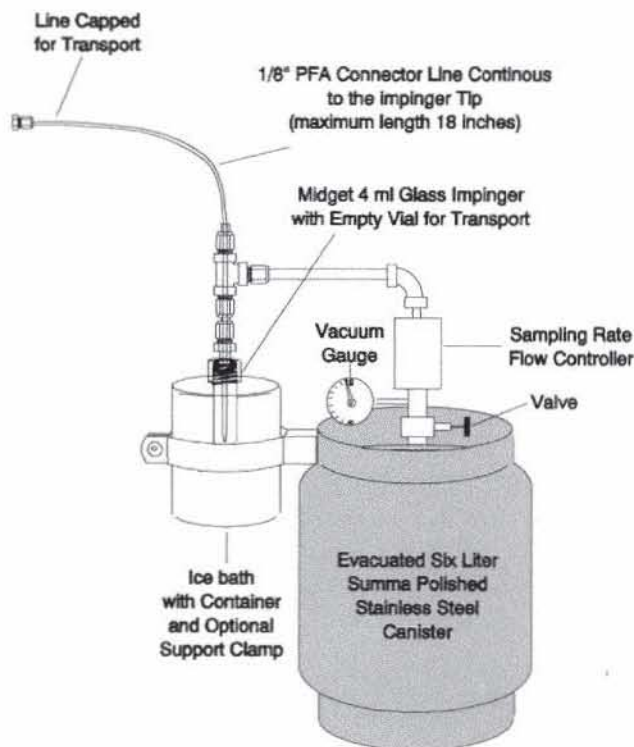 Line Capped
for Transport
1/8" PFA Connector Line Continous
to the impinger Tip
(maximum length 18 inches)
Midget 4 ml Glass Impinger
with Empty Vial for Transport
Vacuum
Gauge
Sampling Rate
Flow Controller
Valve
Ice bath
with Container
and Optional
Support Clamp
Evacuated Six Liter
Summa Polished
Stainless Steel
Canister